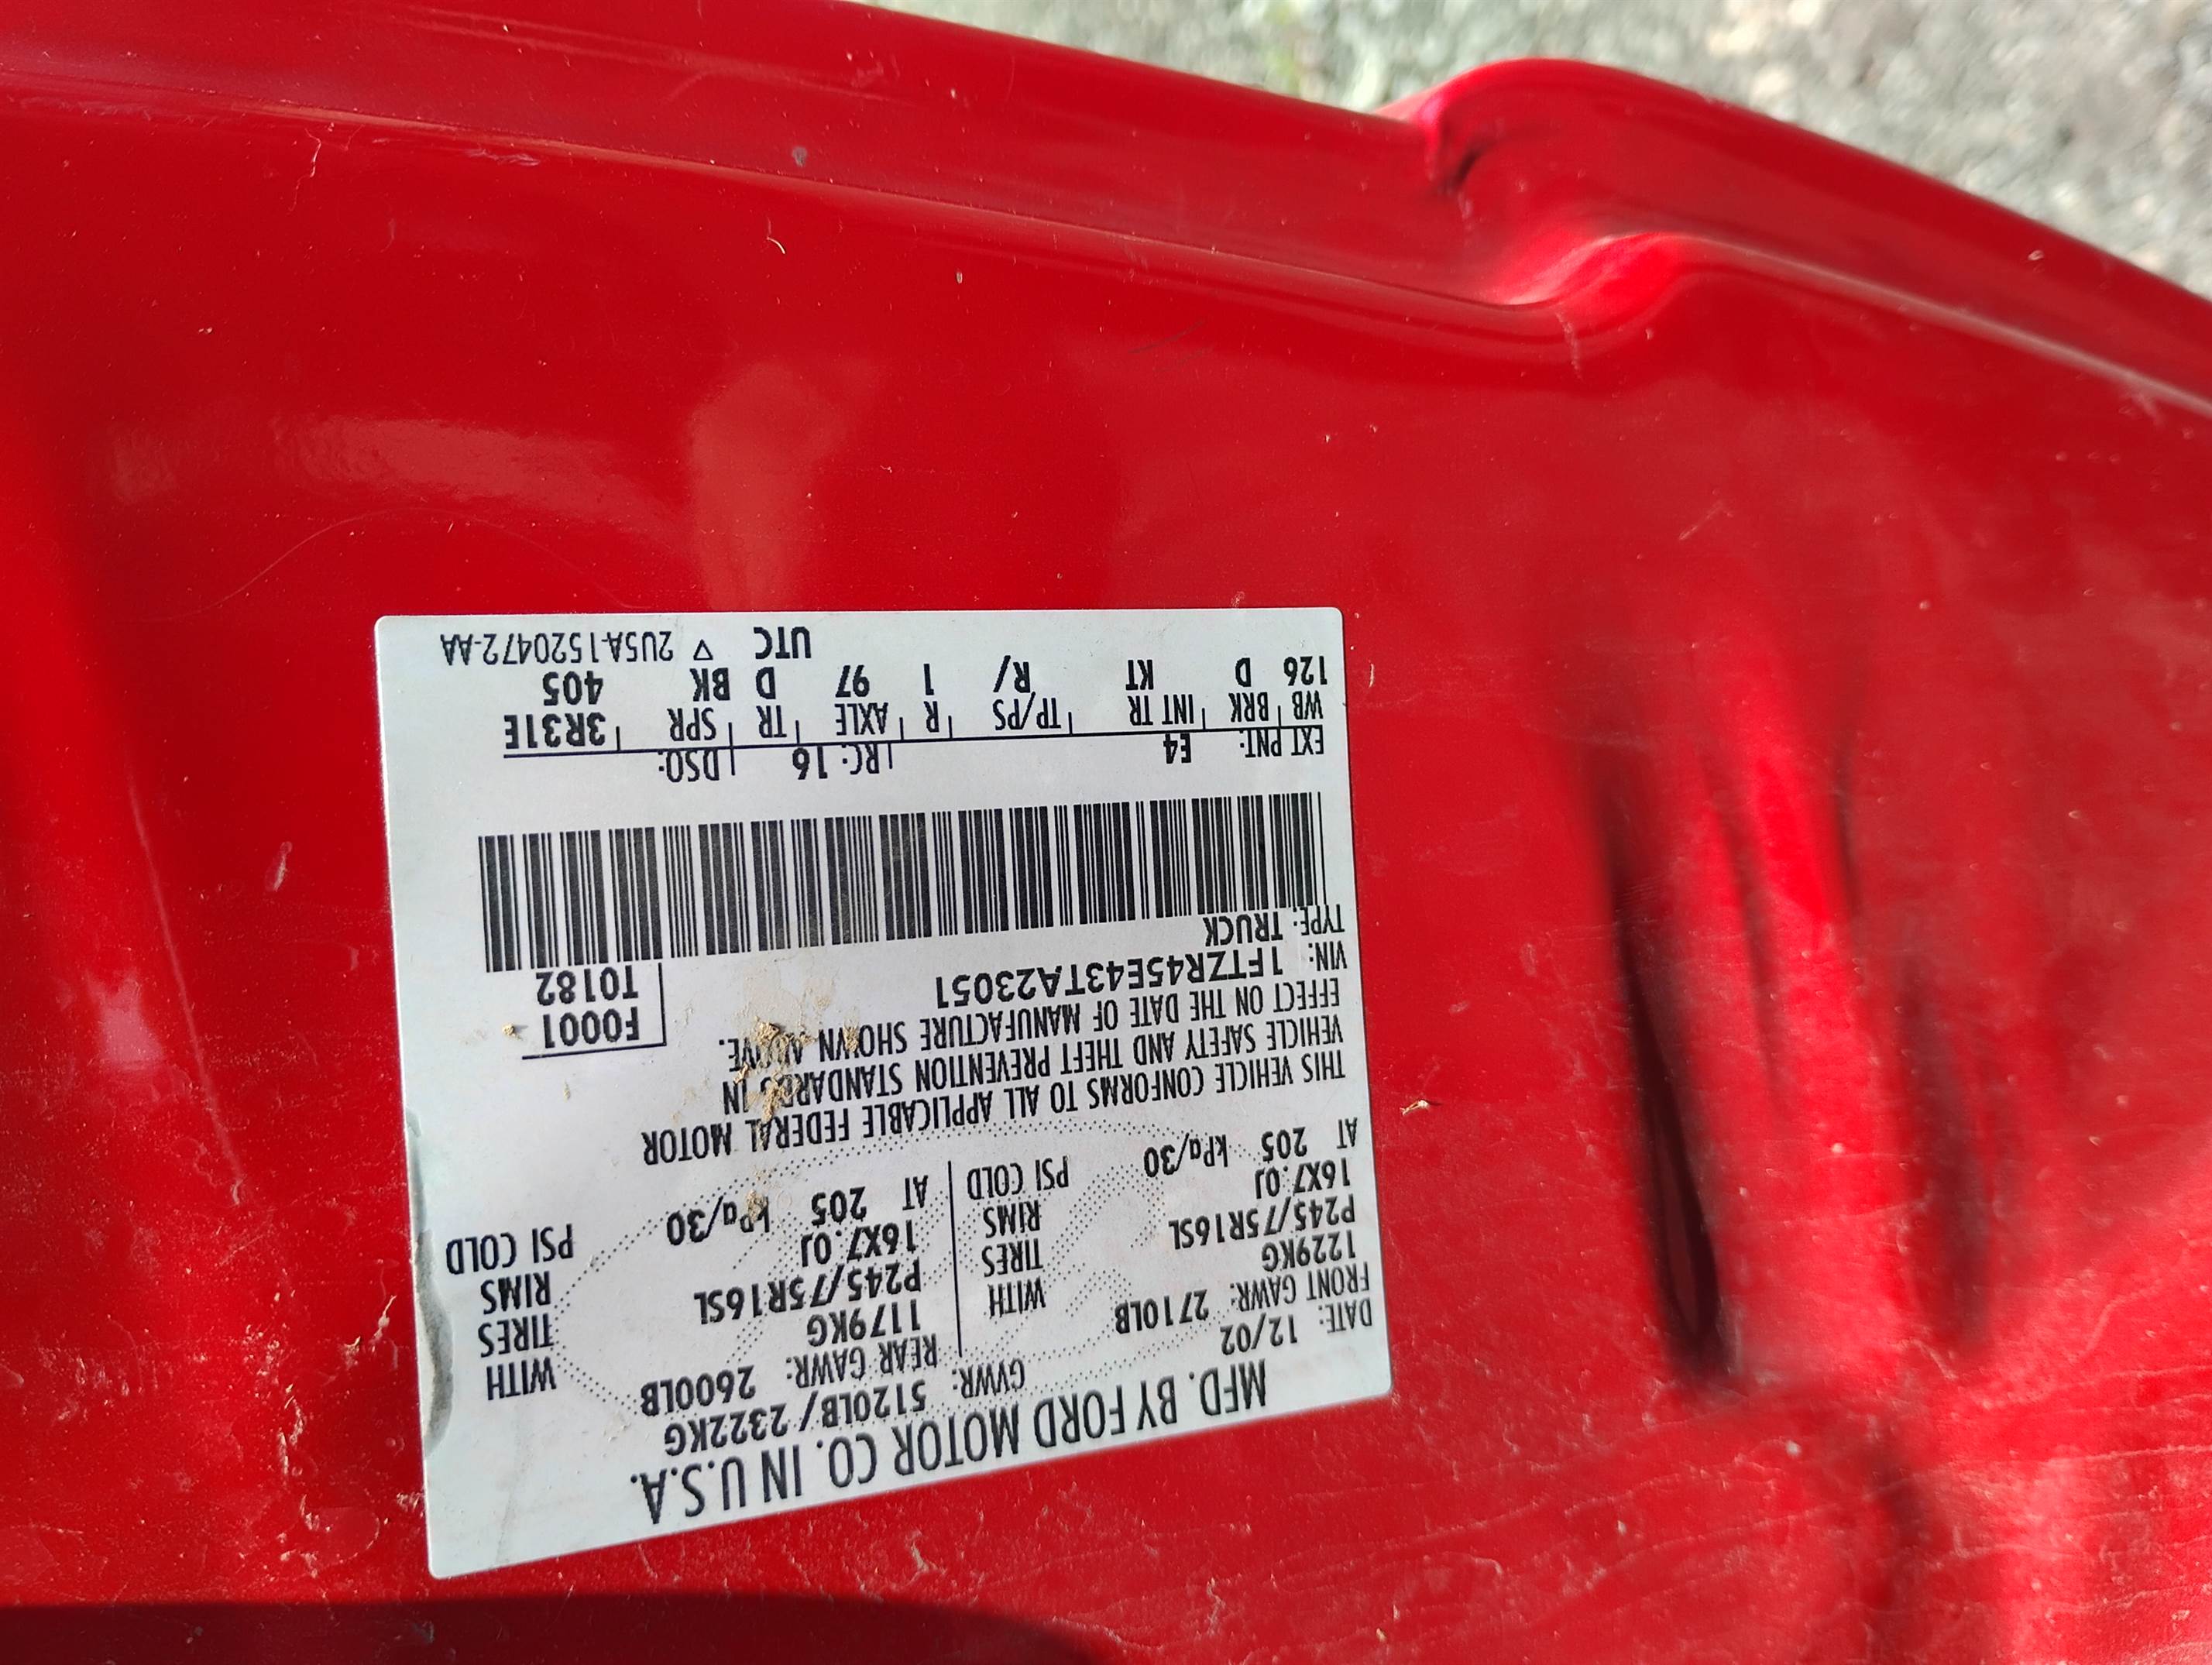 MFD. BY FORD MOTOR CO. IN U.S.A.
DATE: 12/02 GVWR: 5120LB/ 2322KG
FRONT GAWR: 2710LB REAR GAWR: 2600LB
1229KG WITH 1179KG WITH
P245/75R16SL TIRES P245/75R16SL TIRES
16X7.0J RIMS 16X7.0J RIMS
AT 205 kPa/30 PSI COLD AT 205 kPa/30 PSI COLD
THIS VEHICLE CONFORMS TO ALL APPLICABLE FEDERAL MOTOR
VEHICLE SAFETY AND THEFT PREVENTION STANDARDS IN
EFFECT ON THE DATE OF MANUFACTURE SHOWN ABOVE.
VIN: 1FTZR45E43TA23051
TYPE: TRUCK
F0001
T0182
EXT PNT: E4 RC: 16 DSO:
WB BRK INT TR TP/PS R AXLE TR SPR 3R31E
126 D KT R/ 1 97 D BK 405
UTC ▽ 2U5A-1520472-AA